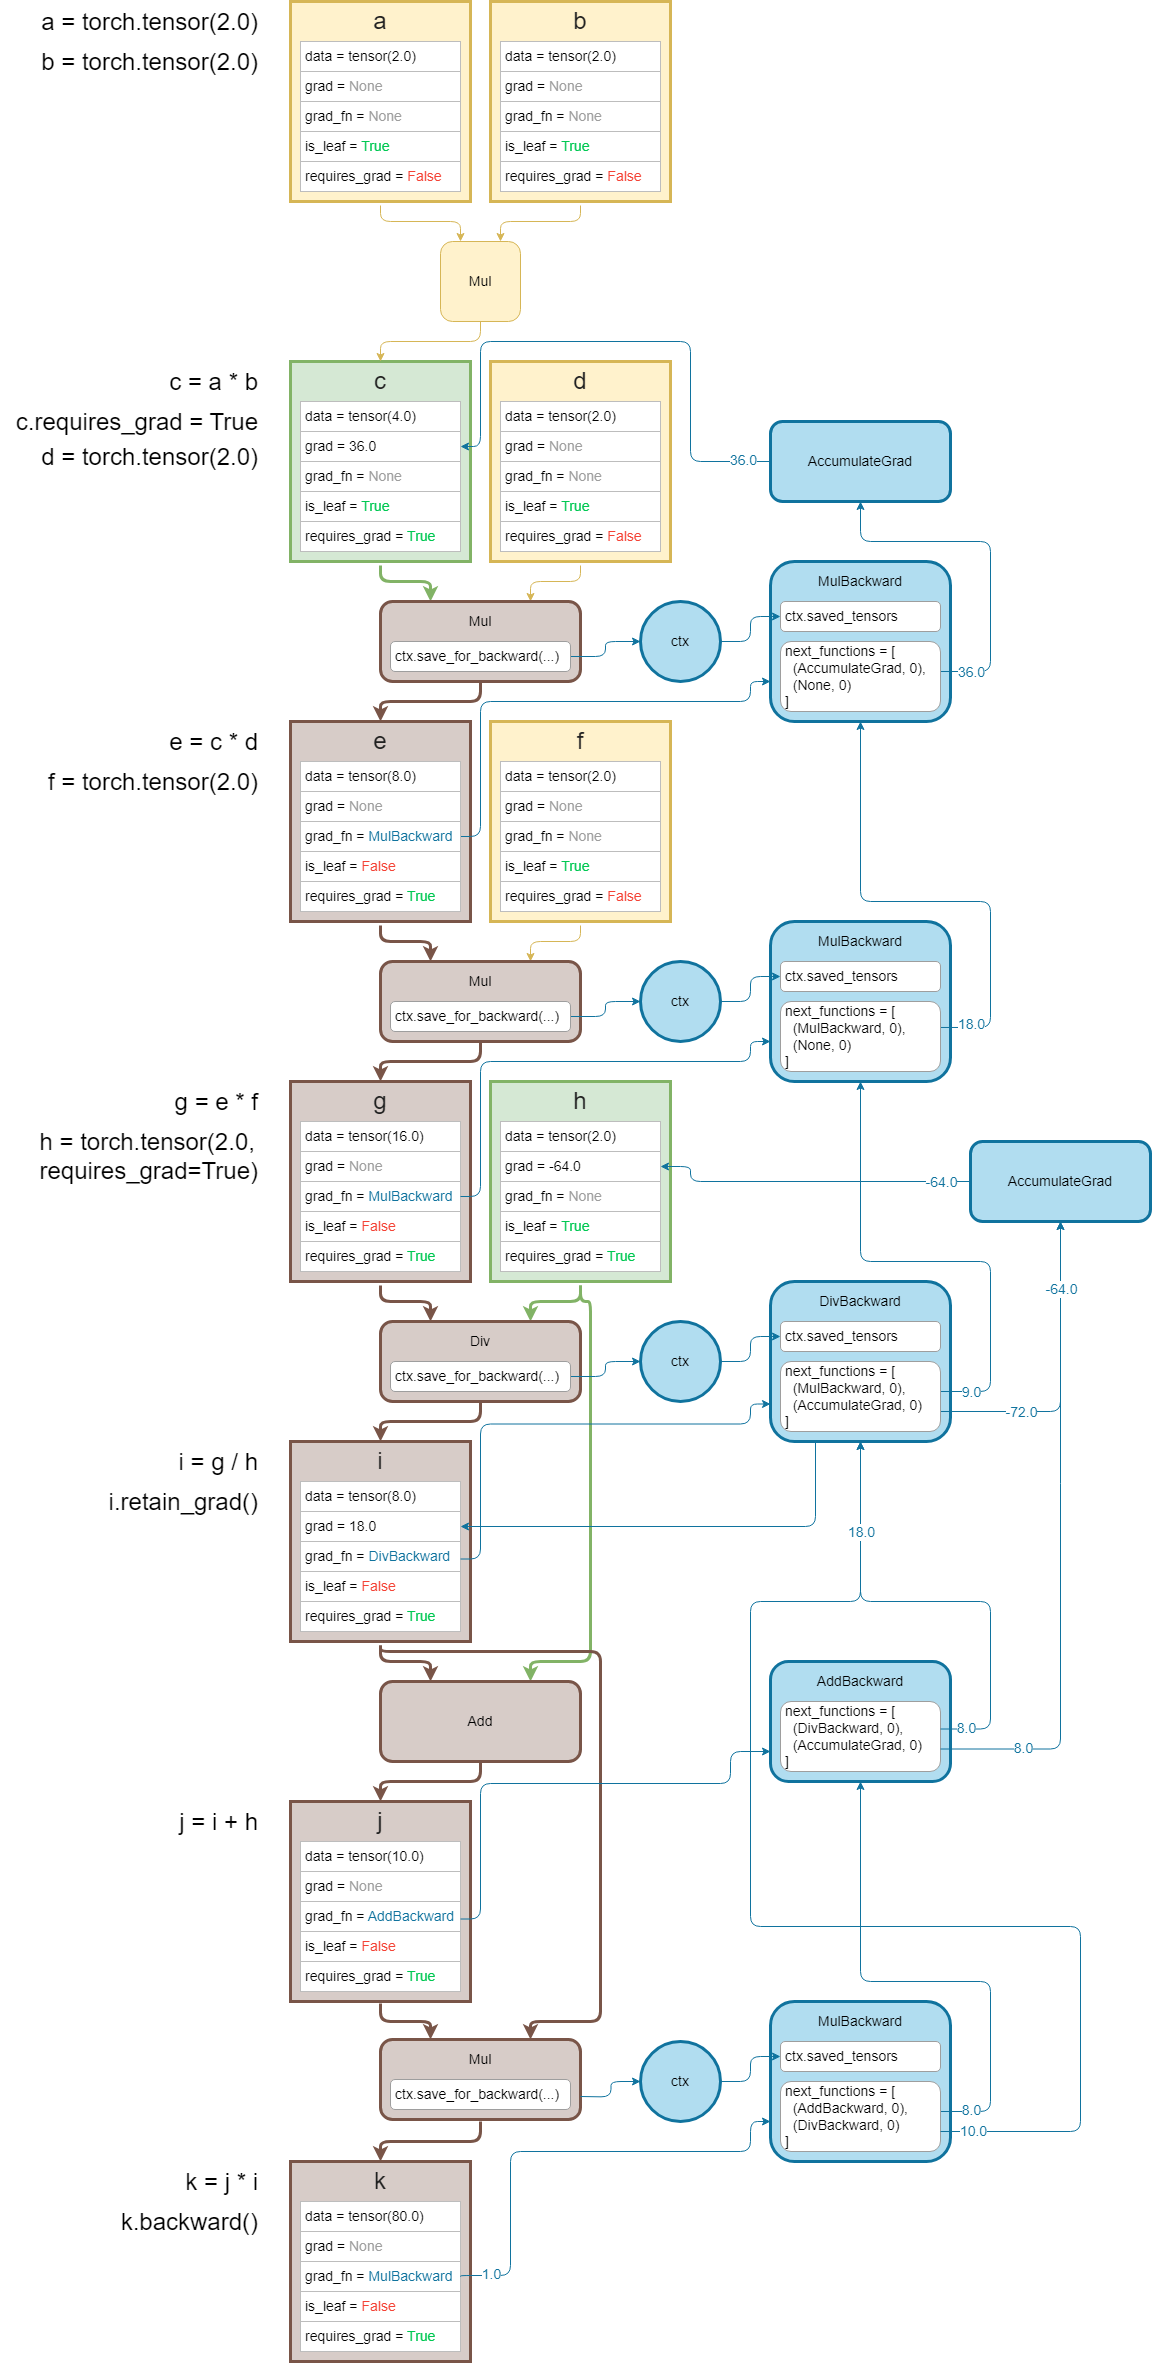 a = torch.tensor(2.0)
b = torch.tensor(2.0)
a
data = tensor(2.0)
grad = None
grad_fn = None
is_leaf = True
requires_grad = False
b
data = tensor(2.0)
grad = None
grad_fn = None
is_leaf = True
requires_grad = False
Mul
c = a * b
c.requires_grad = True
d = torch.tensor(2.0)
c
data = tensor(4.0)
grad = 36.0
grad_fn = None
is_leaf = True
requires_grad = True
d
data = tensor(2.0)
grad = None
grad_fn = None
is_leaf = True
requires_grad = False
36.0
AccumulateGrad
Mul
ctx.save_for_backward(...)
ctx
MulBackward
ctx.saved_tensors
next_functions = [
(AccumulateGrad, 0),
(None, 0)
]
36.0
e = c * d
f = torch.tensor(2.0)
e
data = tensor(8.0)
grad = None
grad_fn = MulBackward
is_leaf = False
requires_grad = True
f
data = tensor(2.0)
grad = None
grad_fn = None
is_leaf = True
requires_grad = False
Mul
ctx.save_for_backward(...)
ctx
MulBackward
ctx.saved_tensors
next_functions = [
(MulBackward, 0),
(None, 0)
]
18.0
g = e * f
h = torch.tensor(2.0,
requires_grad=True)
g
data = tensor(16.0)
grad = None
grad_fn = MulBackward
is_leaf = False
requires_grad = True
h
data = tensor(2.0)
grad = -64.0
grad_fn = None
is_leaf = True
requires_grad = True
-64.0
AccumulateGrad
-64.0
Div
ctx.save_for_backward(...)
ctx
DivBackward
ctx.saved_tensors
next_functions = [
(MulBackward, 0),
(AccumulateGrad, 0)
]
9.0
-72.0
i = g / h
i.retain_grad()
i
data = tensor(8.0)
grad = 18.0
grad_fn = DivBackward
is_leaf = False
requires_grad = True
18.0
Add
AddBackward
next_functions = [
(DivBackward, 0),
(AccumulateGrad, 0)
]
8.0
8.0
j = i + h
j
data = tensor(10.0)
grad = None
grad_fn = AddBackward
is_leaf = False
requires_grad = True
Mul
ctx.save_for_backward(...)
ctx
MulBackward
ctx.saved_tensors
next_functions = [
(AddBackward, 0),
(DivBackward, 0)
]
8.0
10.0
k = j * i
k.backward()
k
data = tensor(80.0)
grad = None
grad_fn = MulBackward
is_leaf = False
requires_grad = True
1.0